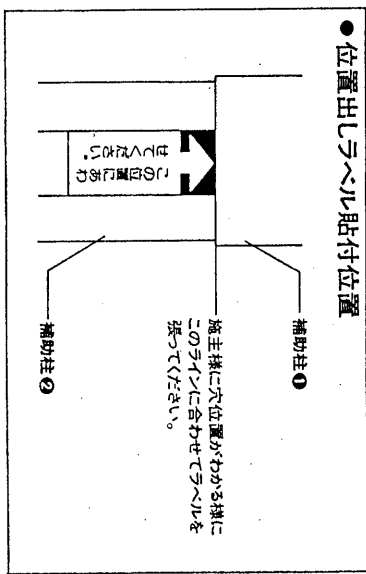 ●位置出しラベル貼付位置
補助柱❶
施主様に穴位置がわかる様に
このラインに合わせてラベルを
張ってください。
この位置にあわ
せてください。
補助柱❷